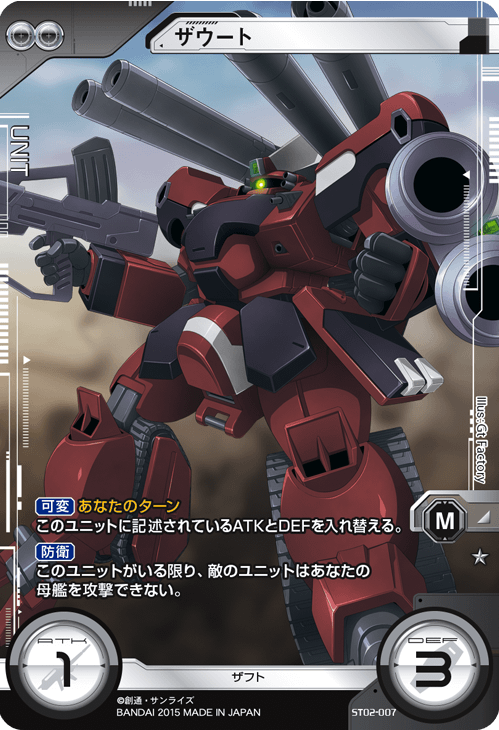 ザウート
UNIT
Illus:Gt Factory
可変 あなたのターン
このユニットに記述されているATKとDEFを入れ替える。
防衛
このユニットがいる限り、敵のユニットはあなたの
母艦を攻撃できない。
M
ATK
1
DEF
3
ザフト
©創通・サンライズ
BANDAI 2015 MADE IN JAPAN
ST02-007